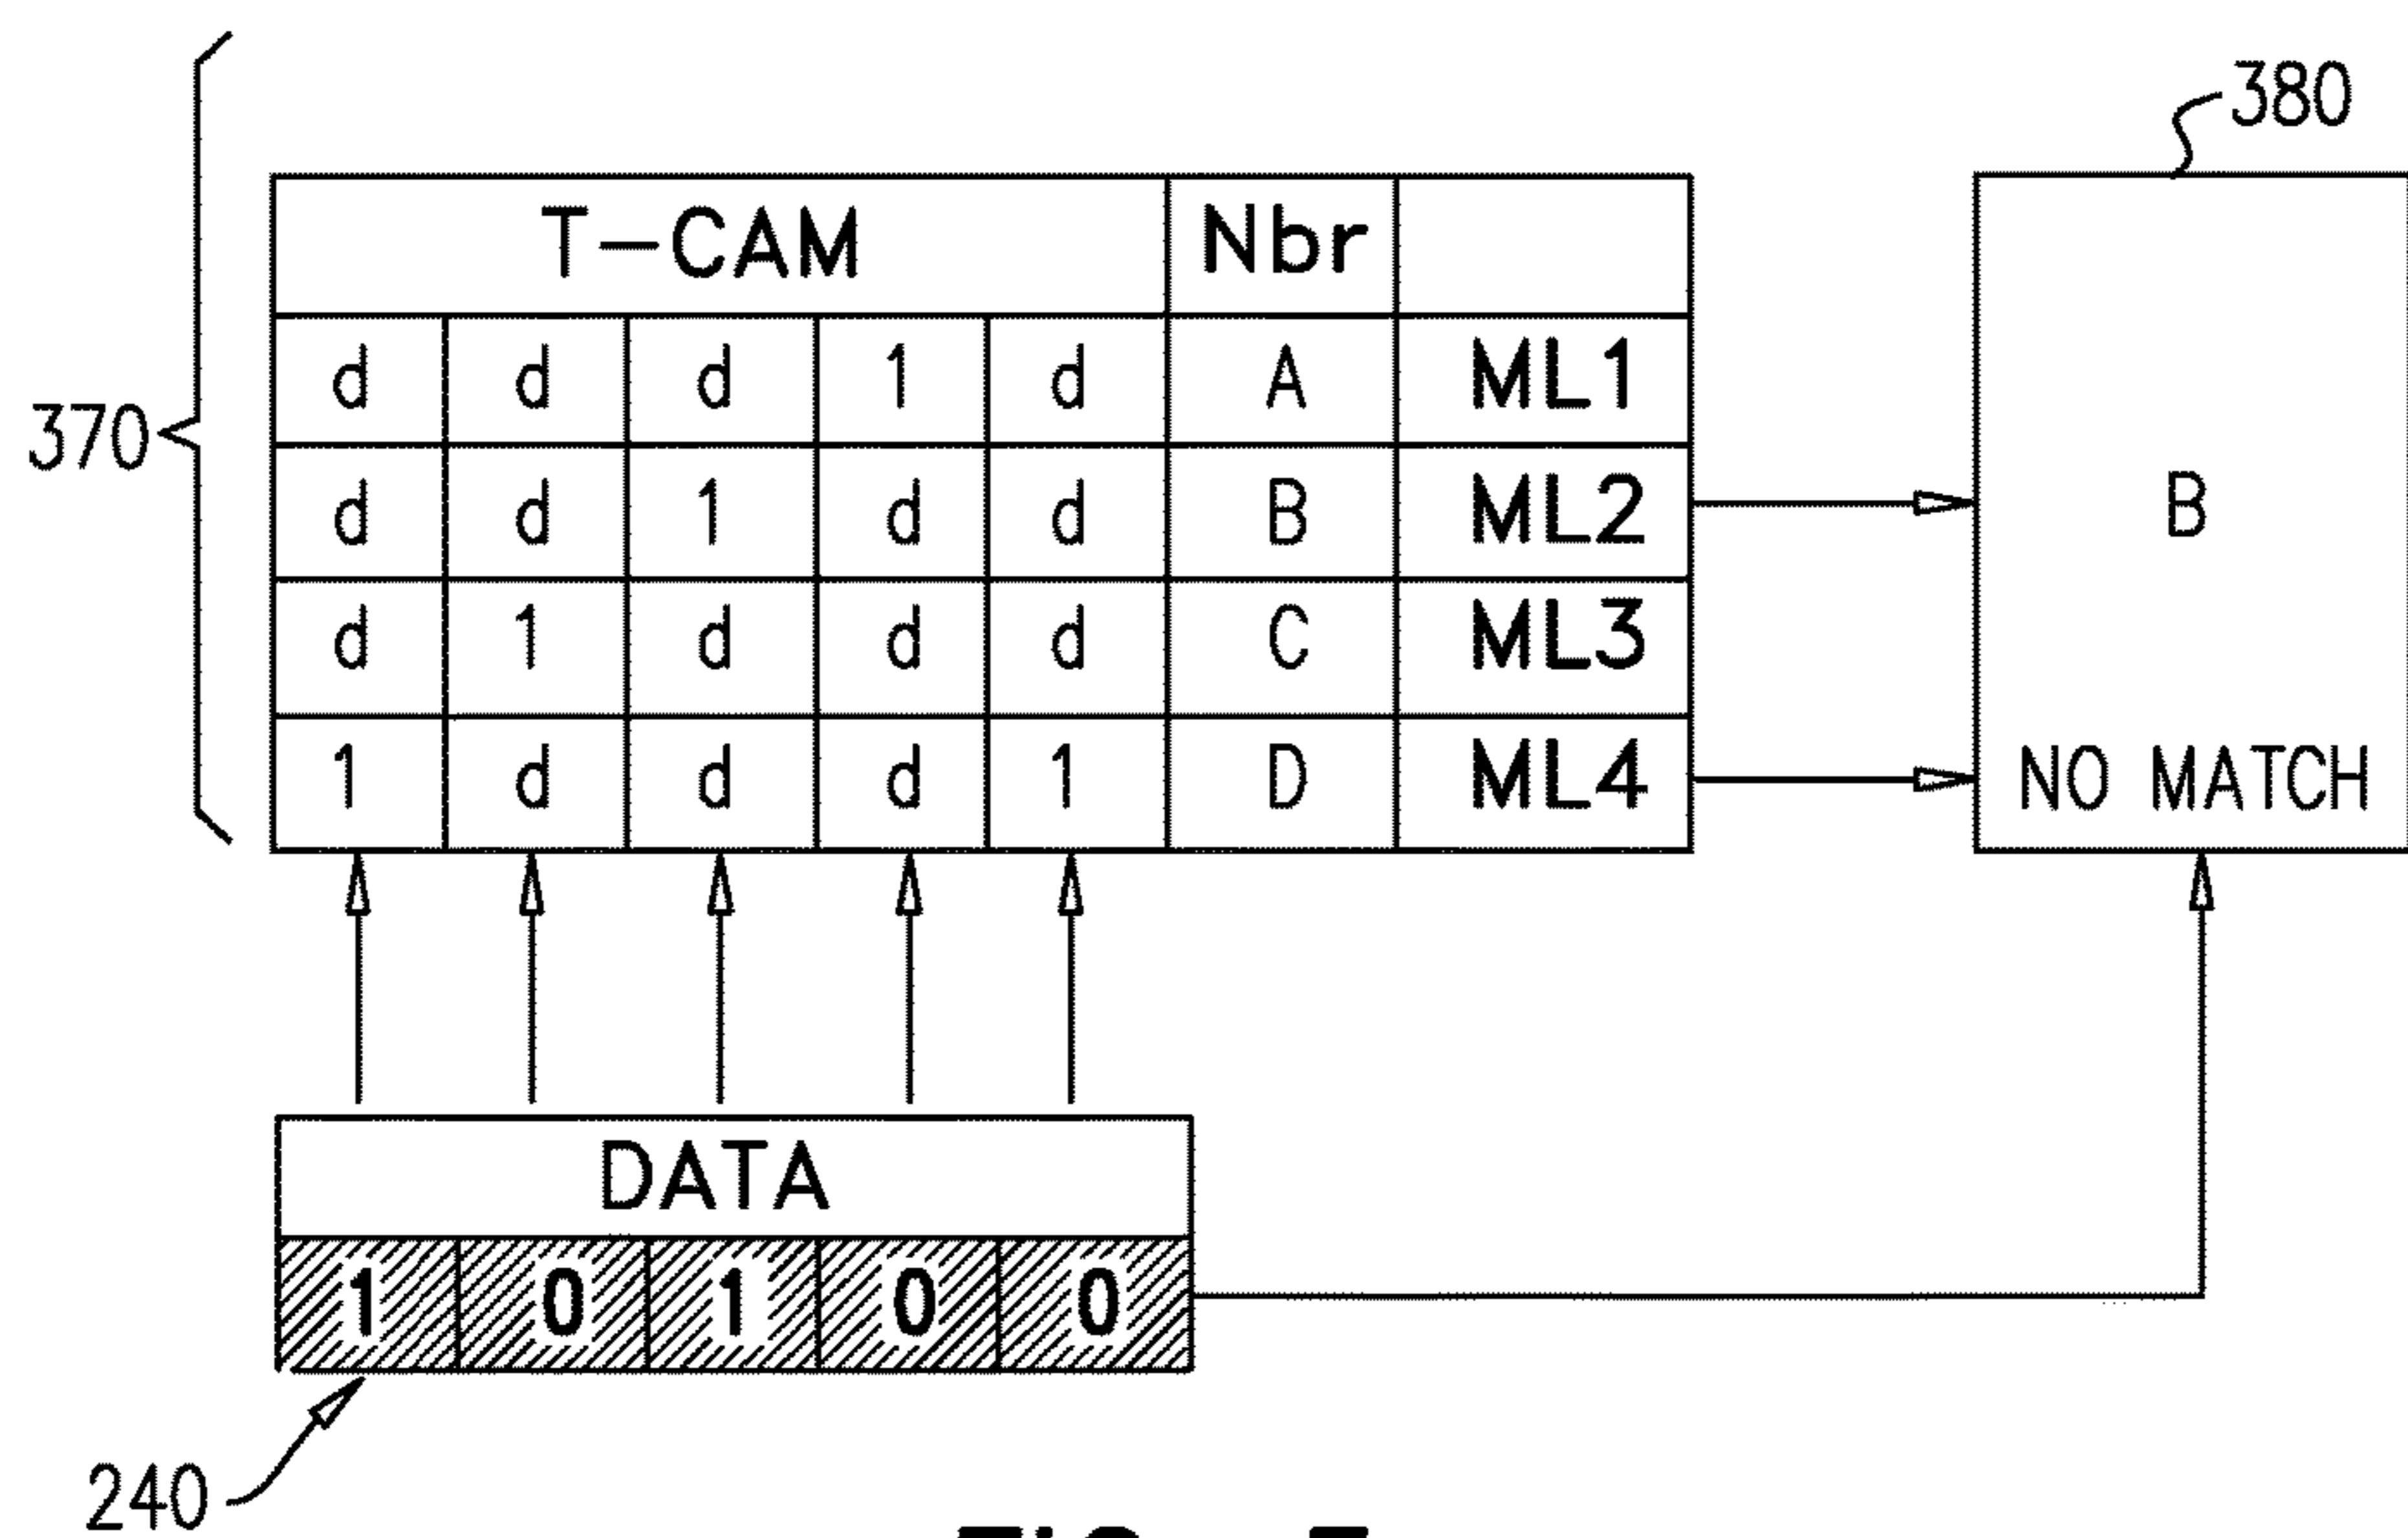 380
T-CAM Nbr
d d d 1 d A ML1
370
d d 1 d d B ML2 B
d 1 d d d C ML3
1 d d d 1 D ML4 NO MATCH
DATA
1 0 1 0 0
240